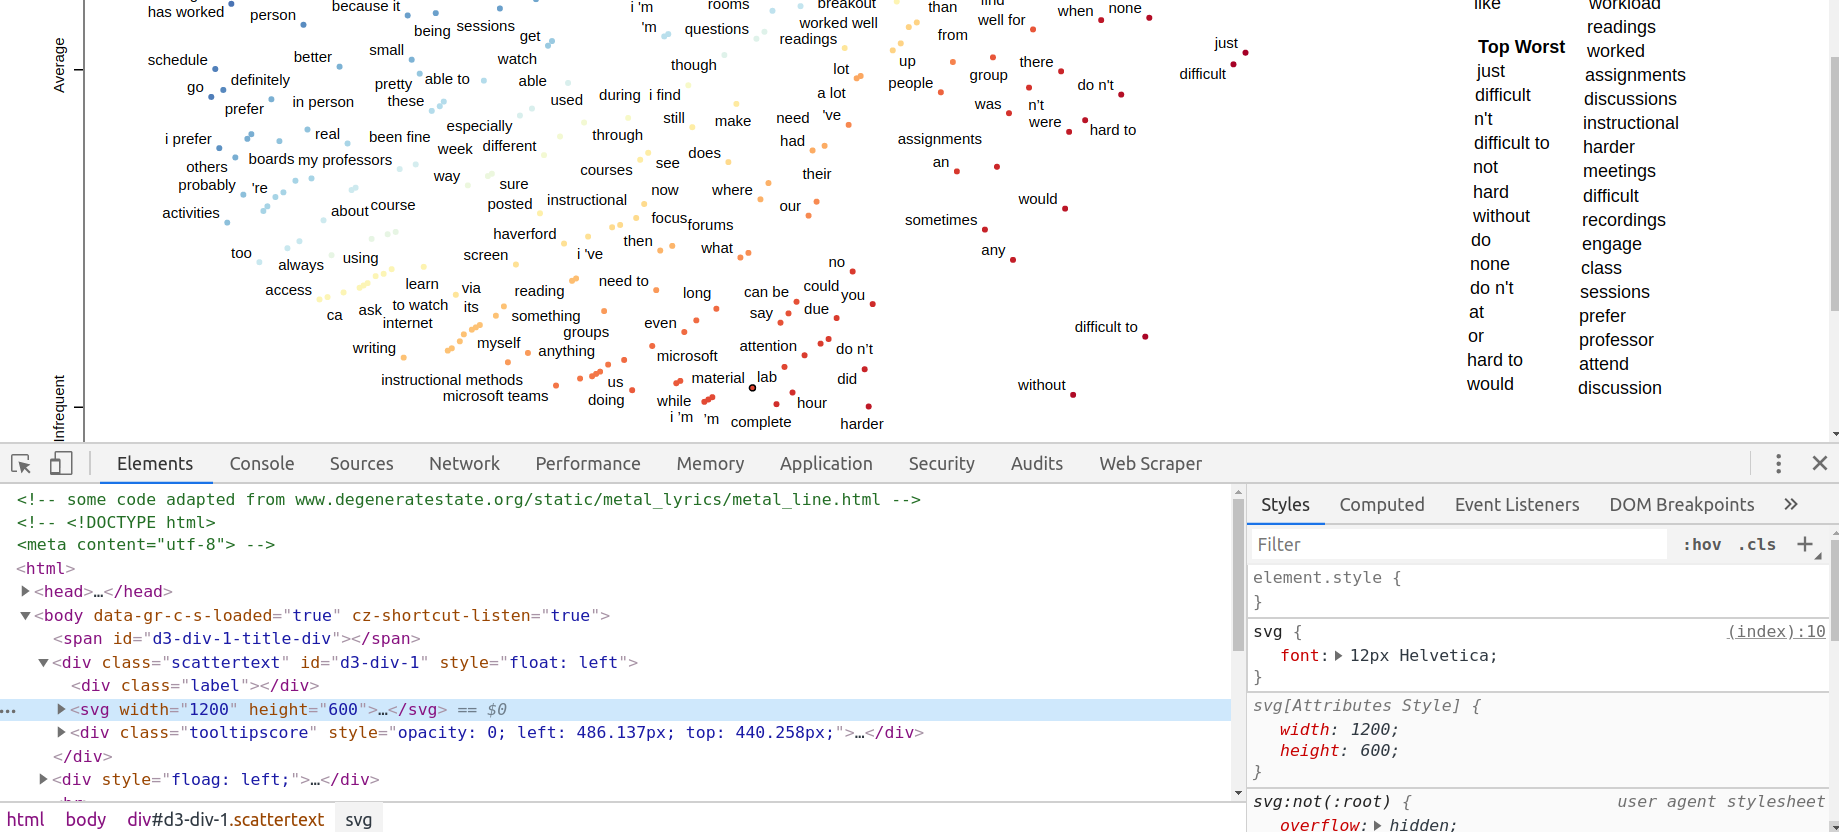 because it
i 'm
rooms
breakout
than
find
when
none
like
workload
has worked
person
being
sessions
'm
questions
worked well
well for
readings
get
readings
from
Top Worst
worked
schedule
better
small
watch
though
lot
up
group
there
just
difficult
just
assignments
go
definitely
pretty
able to
able
people
do n't
difficult
discussions
prefer
in person
these
used
during
i find
a lot
was
n't
n't
instructional
i prefer
real
been fine
especially
through
still
make
need
've
were
hard to
difficult to
harder
others
boards
my professors
week
different
does
had
assignments
not
meetings
probably
're
way
sure
courses
see
their
an
hard
difficult
activities
about
course
posted
instructional
now
where
our
would
without
recordings
haverford
focus
forums
sometimes
do
engage
too
always
using
screen
i 've
then
what
any
none
class
access
learn
via
reading
need to
long
can be
no
could
you
do n't
sessions
ca
ask
to watch
its
something
even
say
due
at
prefer
internet
groups
difficult to
or
professor
writing
myself
anything
microsoft
attention
do n't
hard to
attend
instructional methods
us
material
lab
did
without
would
discussion
microsoft teams
doing
while
hour
i 'm
'm
complete
harder
Average
Infrequent
Elements Console Sources Network Performance Memory Application Security Audits Web Scraper
<!-- some code adapted from www.degeneratestate.org/static/metal_lyrics/metal_line.html -->
<!-- <!DOCTYPE html>
<meta content="utf-8"> -->
<html>
<head>…</head>
<body data-gr-c-s-loaded="true" cz-shortcut-listen="true">
<span id="d3-div-1-title-div"></span>
<div class="scattertext" id="d3-div-1" style="float: left">
<div class="label"></div>
<svg width="1200" height="600">…</svg> == $0
<div class="tooltipscore" style="opacity: 0; left: 486.137px; top: 440.258px;">…</div>
</div>
<div style="floag: left;">…</div>
html body div#d3-div-1.scattertext svg
Styles Computed Event Listeners DOM Breakpoints
Filter :hov .cls
element.style {
}
svg { (index):10
font: 12px Helvetica;
}
svg[Attributes Style] {
width: 1200;
height: 600;
}
svg:not(:root) { user agent stylesheet
overflow: hidden;